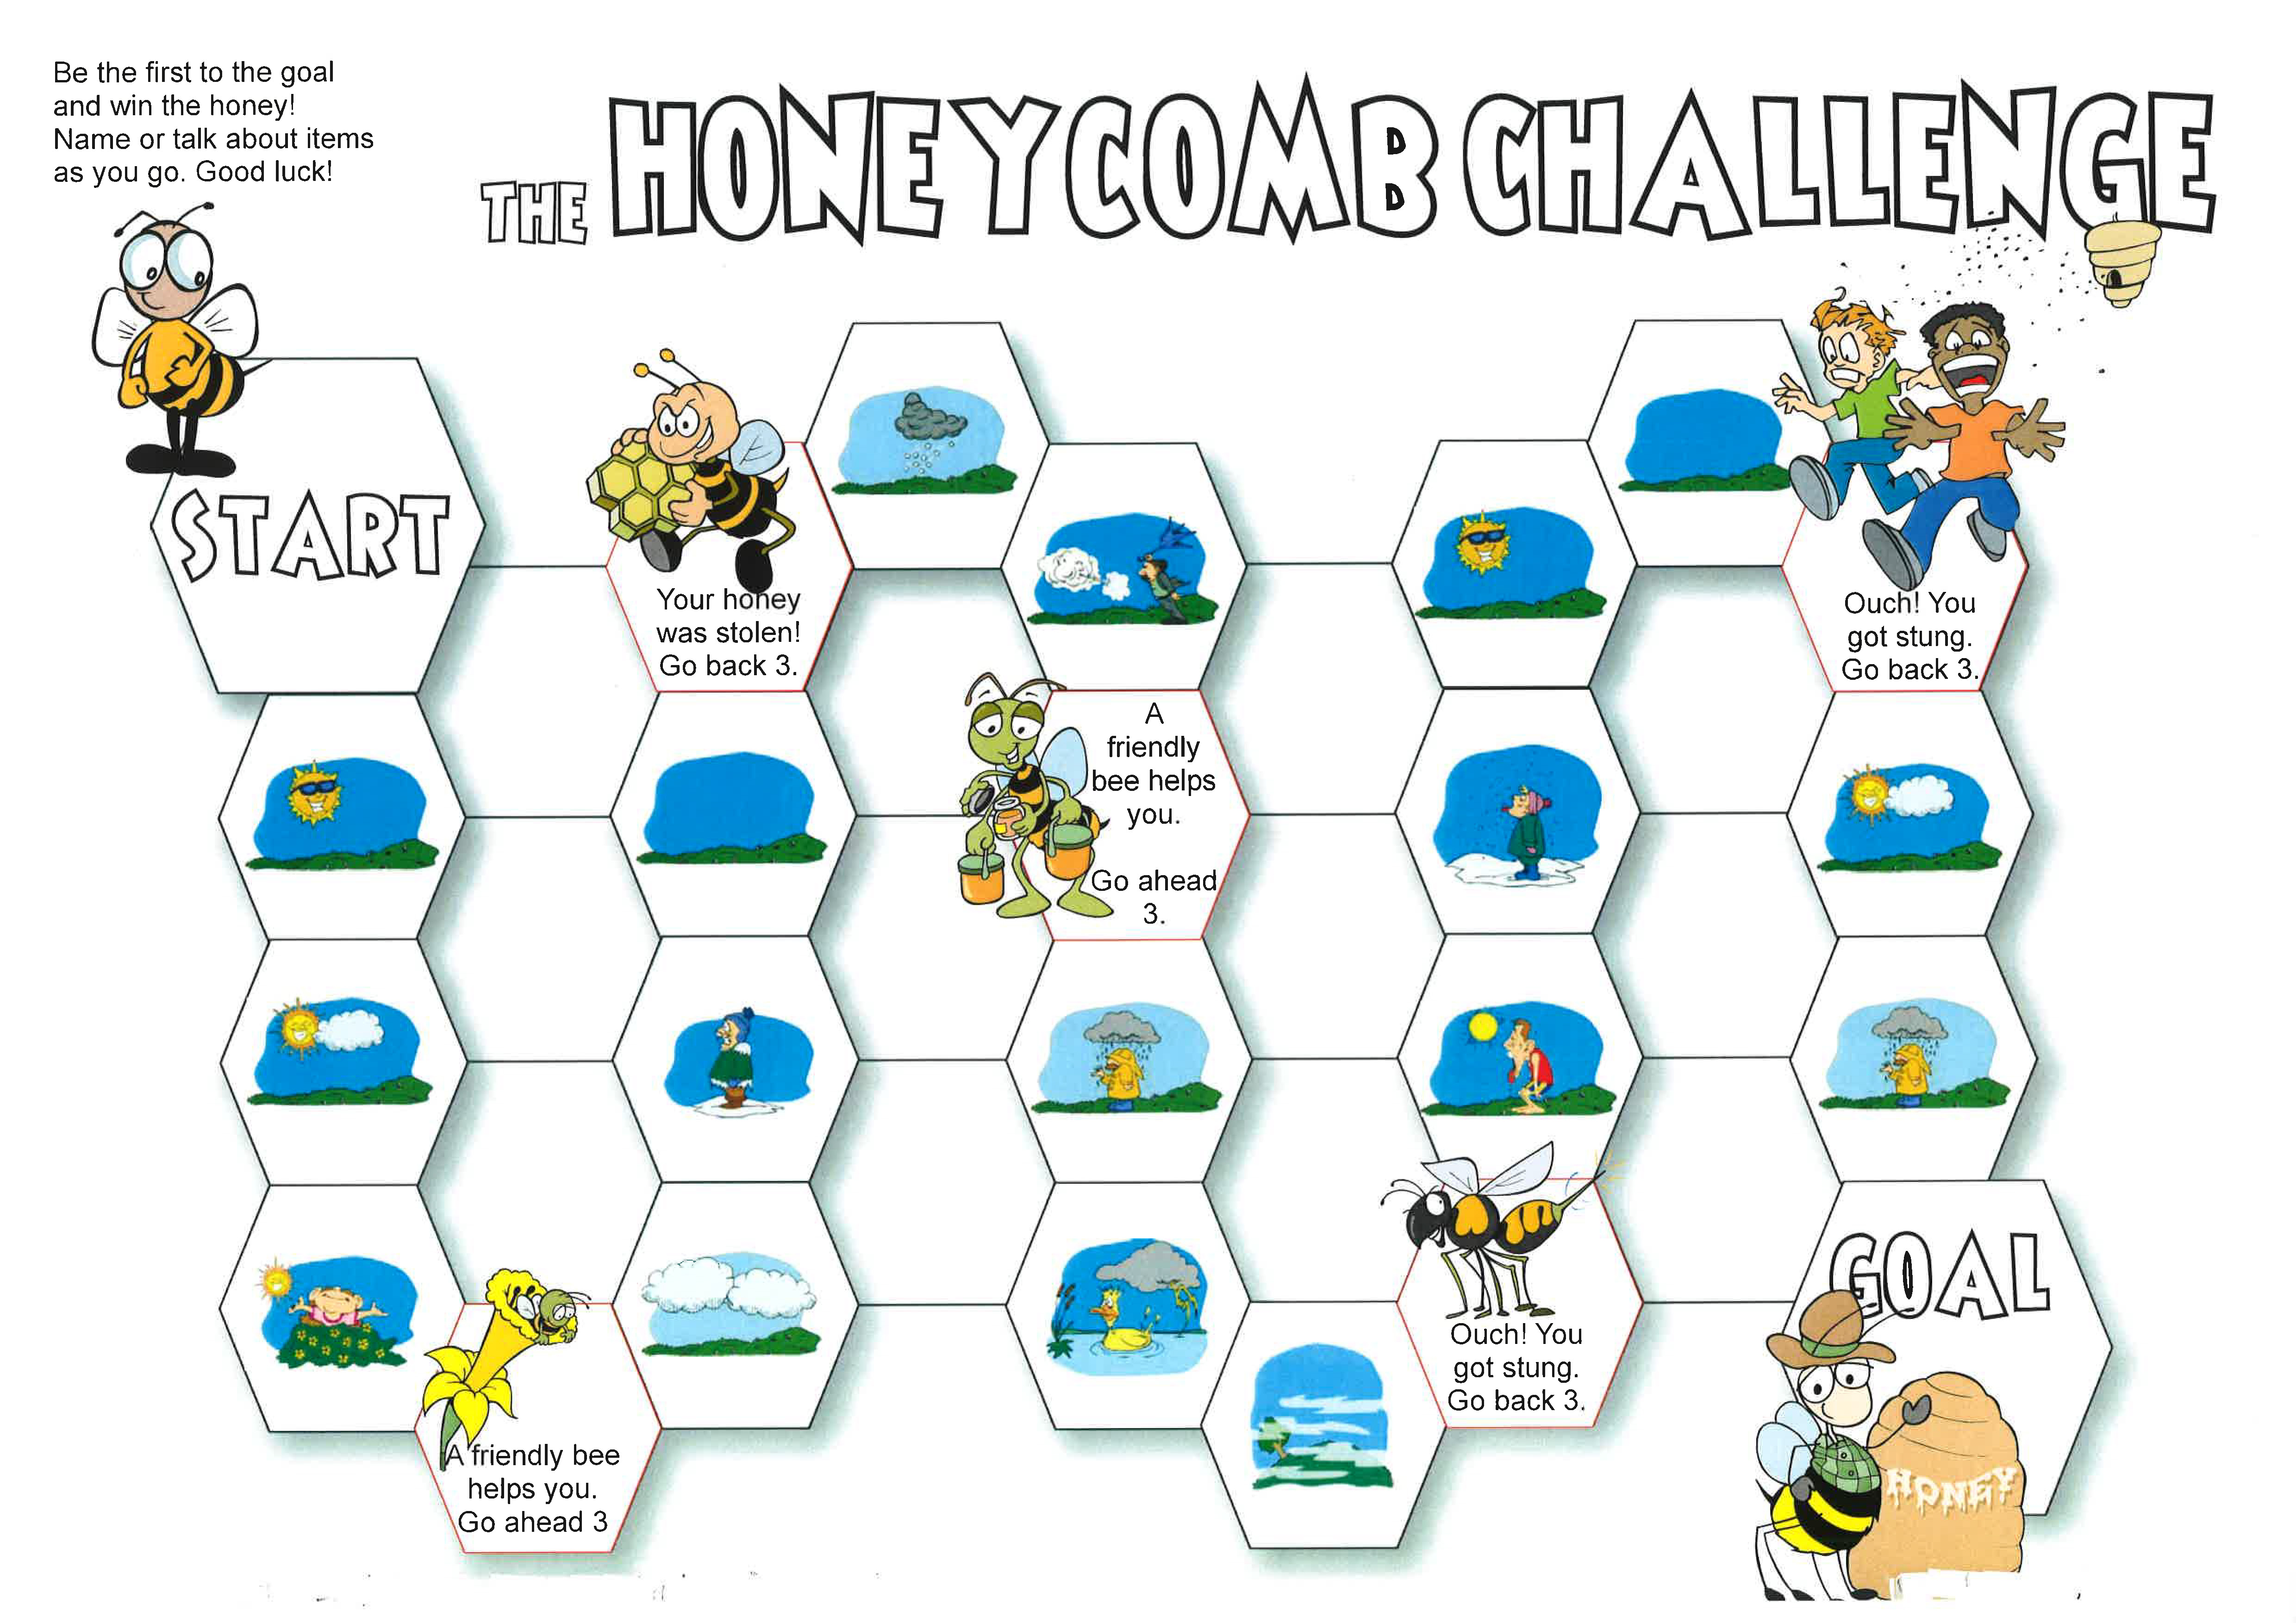 Be the first to the goal
and win the honey!
Name or talk about items
as you go. Good luck!
THE HONEYCOMB CHALLENGE
START
Your honey
was stolen!
Go back 3.
Ouch! You
got stung.
Go back 3.
A
friendly
bee helps
you.
Go ahead
3.
A friendly bee
helps you.
Go ahead 3
Ouch! You
got stung.
Go back 3.
GOAL
HONEY